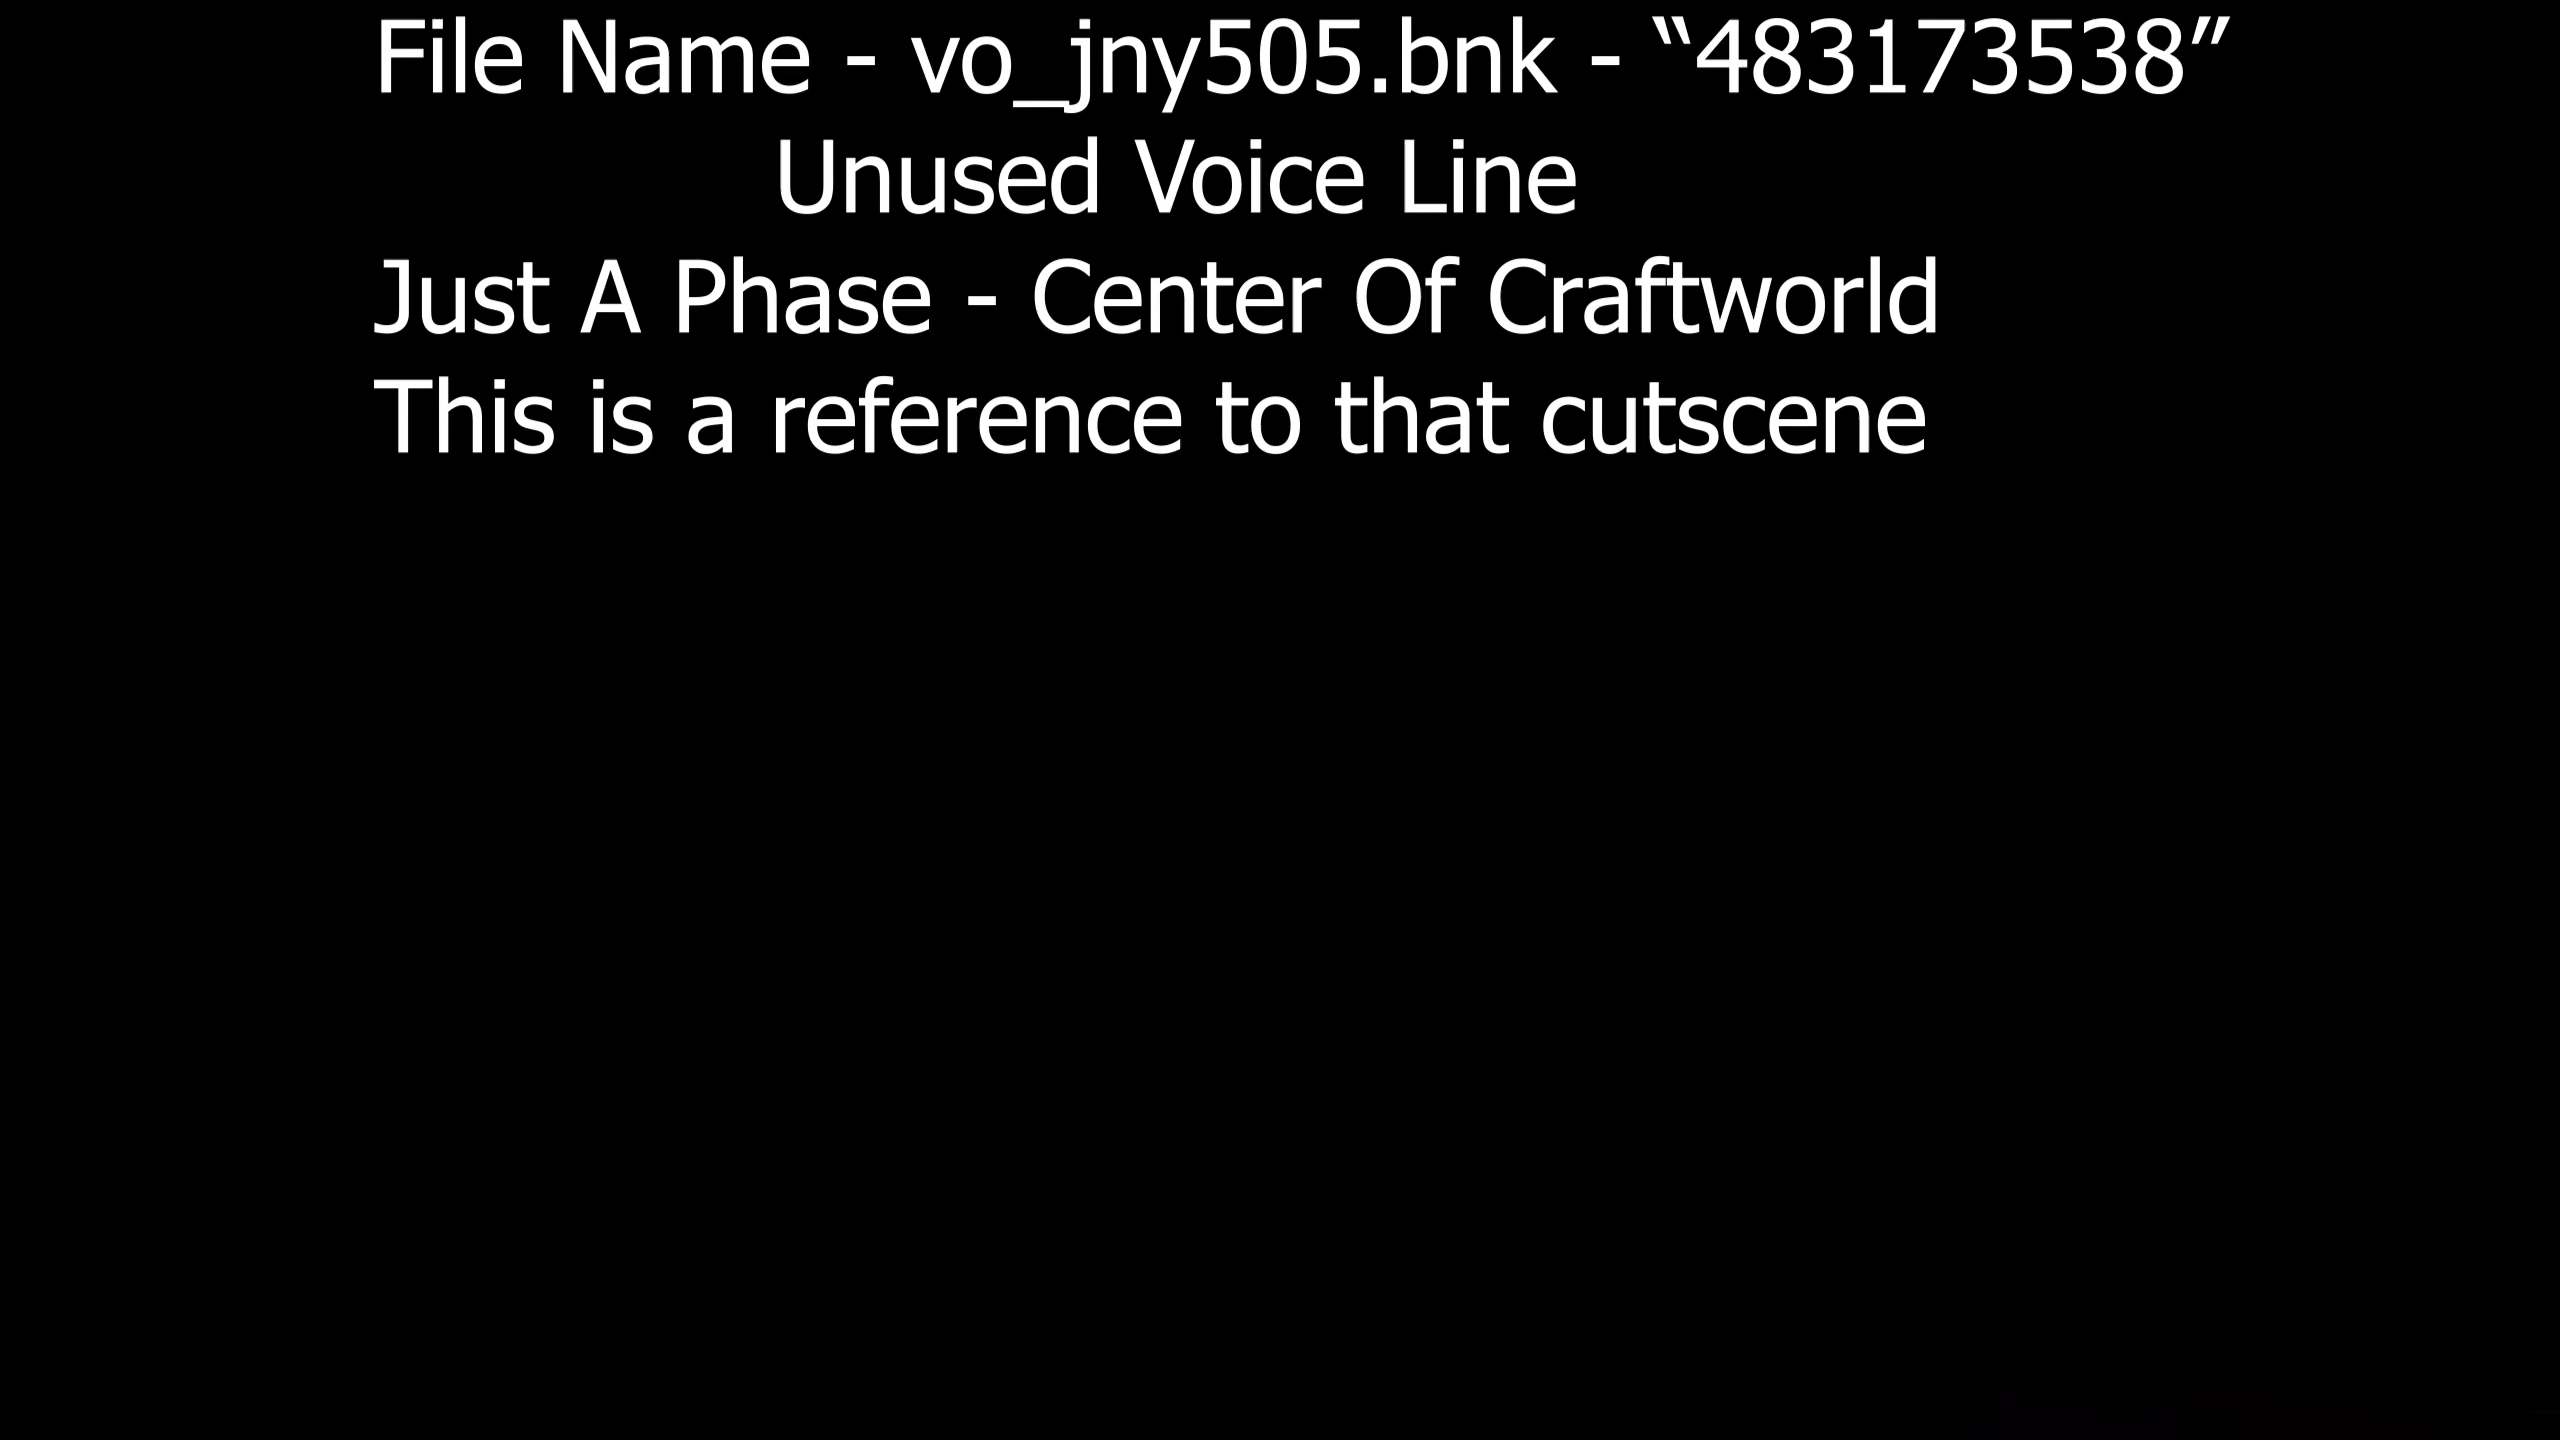 File Name - vo_jny505.bnk - “483173538”
Unused Voice Line
Just A Phase - Center Of Craftworld
This is a reference to that cutscene